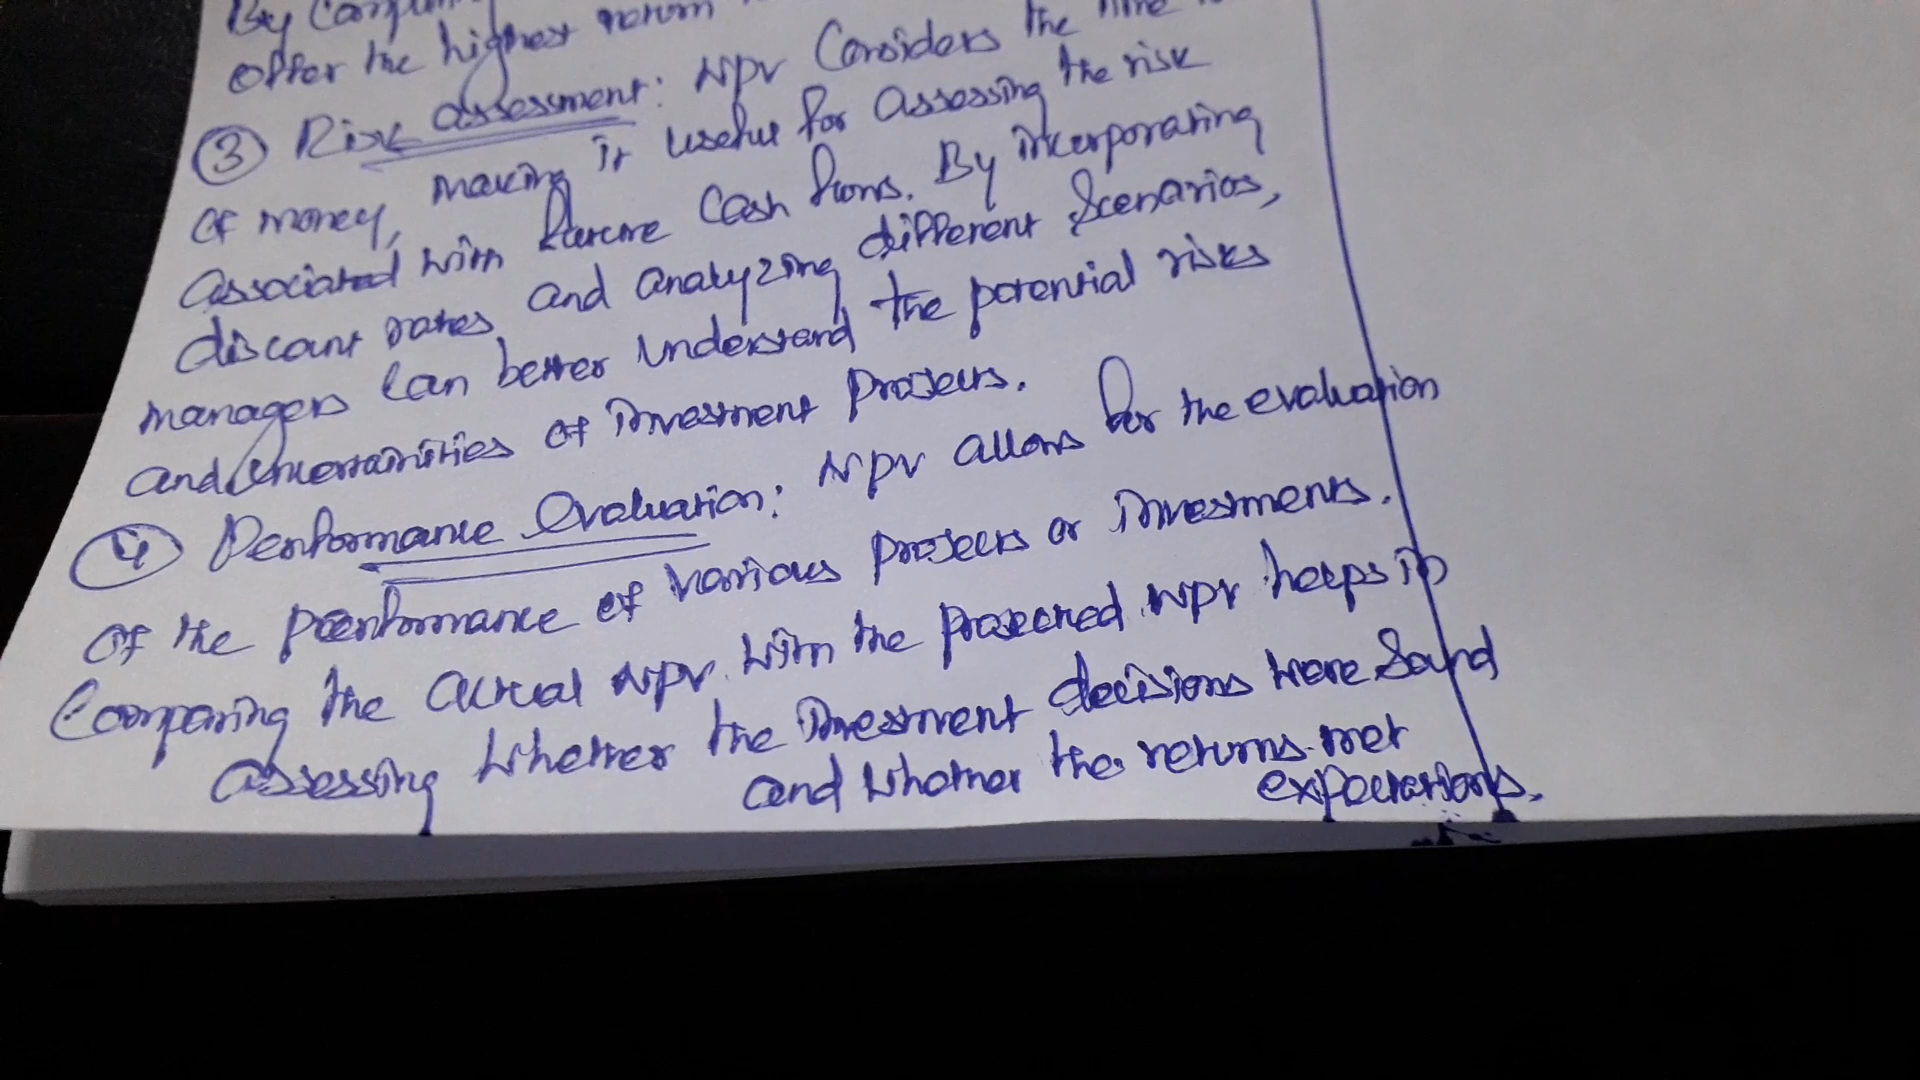 By
offer the highest return
③ Risk assessment: NPV Considers the time
of money, making it useful for assessing the risk
associated with future cash flows. By incorporating
discount rates and analyzing different scenarios,
managers can better understand the potential risks
and uncertainities of investment projects.
④ Performance evaluation: NPV allows for the evaluation
of the performance of various projects or investments.
Comparing the actual NPV with the projected NPV helps in
assessing whether the investment decisions were sound
and whether the returns met
expectations.